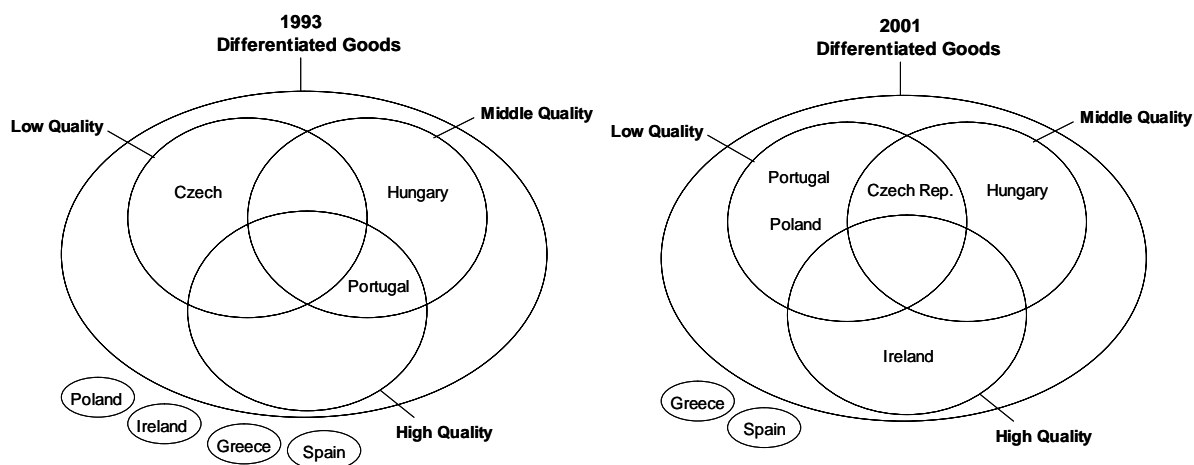 1993
Differentiated Goods
Low Quality
Middle Quality
Czech
Hungary
Portugal
Poland
Ireland
Greece
Spain
High Quality
2001
Differentiated Goods
Low Quality
Middle Quality
Portugal
Czech Rep.
Hungary
Poland
Ireland
Greece
Spain
High Quality